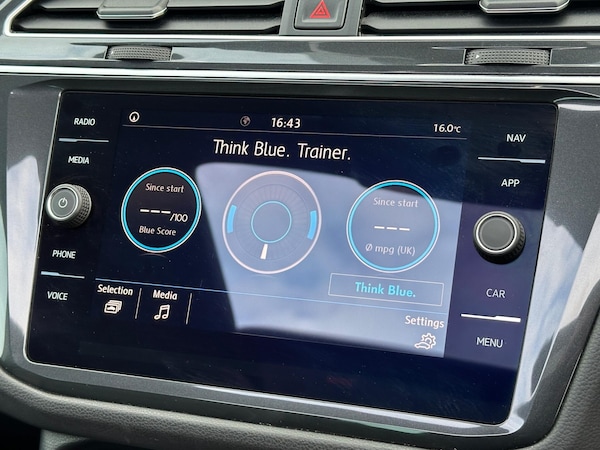 RADIO
MEDIA
PHONE
VOICE
16:43
16.0°C
Think Blue. Trainer.
Since start
---/100
Blue Score
Since start
---
Ø mpg (UK)
Think Blue.
Selection
Media
Settings
NAV
APP
CAR
MENU